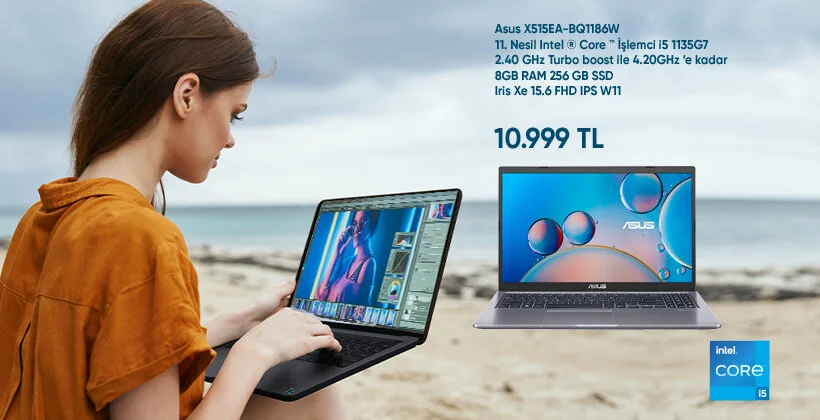 Asus X515EA-BQ1186W
11. Nesil Intel ® Core ™ İşlemci i5 1135G7
2.40 GHz Turbo boost ile 4.20GHz 'e kadar
8GB RAM 256 GB SSD
Iris Xe 15.6 FHD IPS W11
10.999 TL
ASUS
ASUS
intel.
CORE
i5